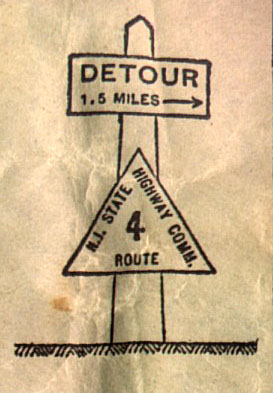 DETOUR
1.5 MILES
N.J. STATE HIGHWAY COMM.
4
ROUTE